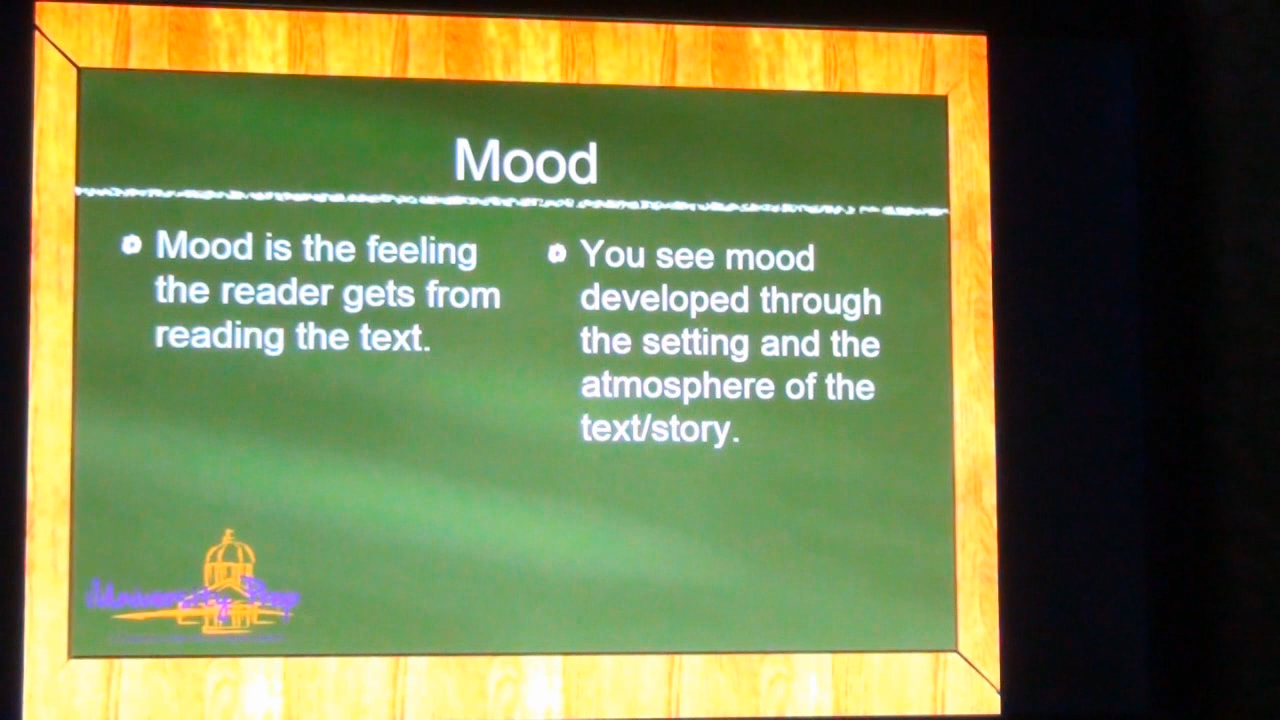 Mood
Mood is the feeling
the reader gets from
reading the text.
You see mood
developed through
the setting and the
atmosphere of the
text/story.